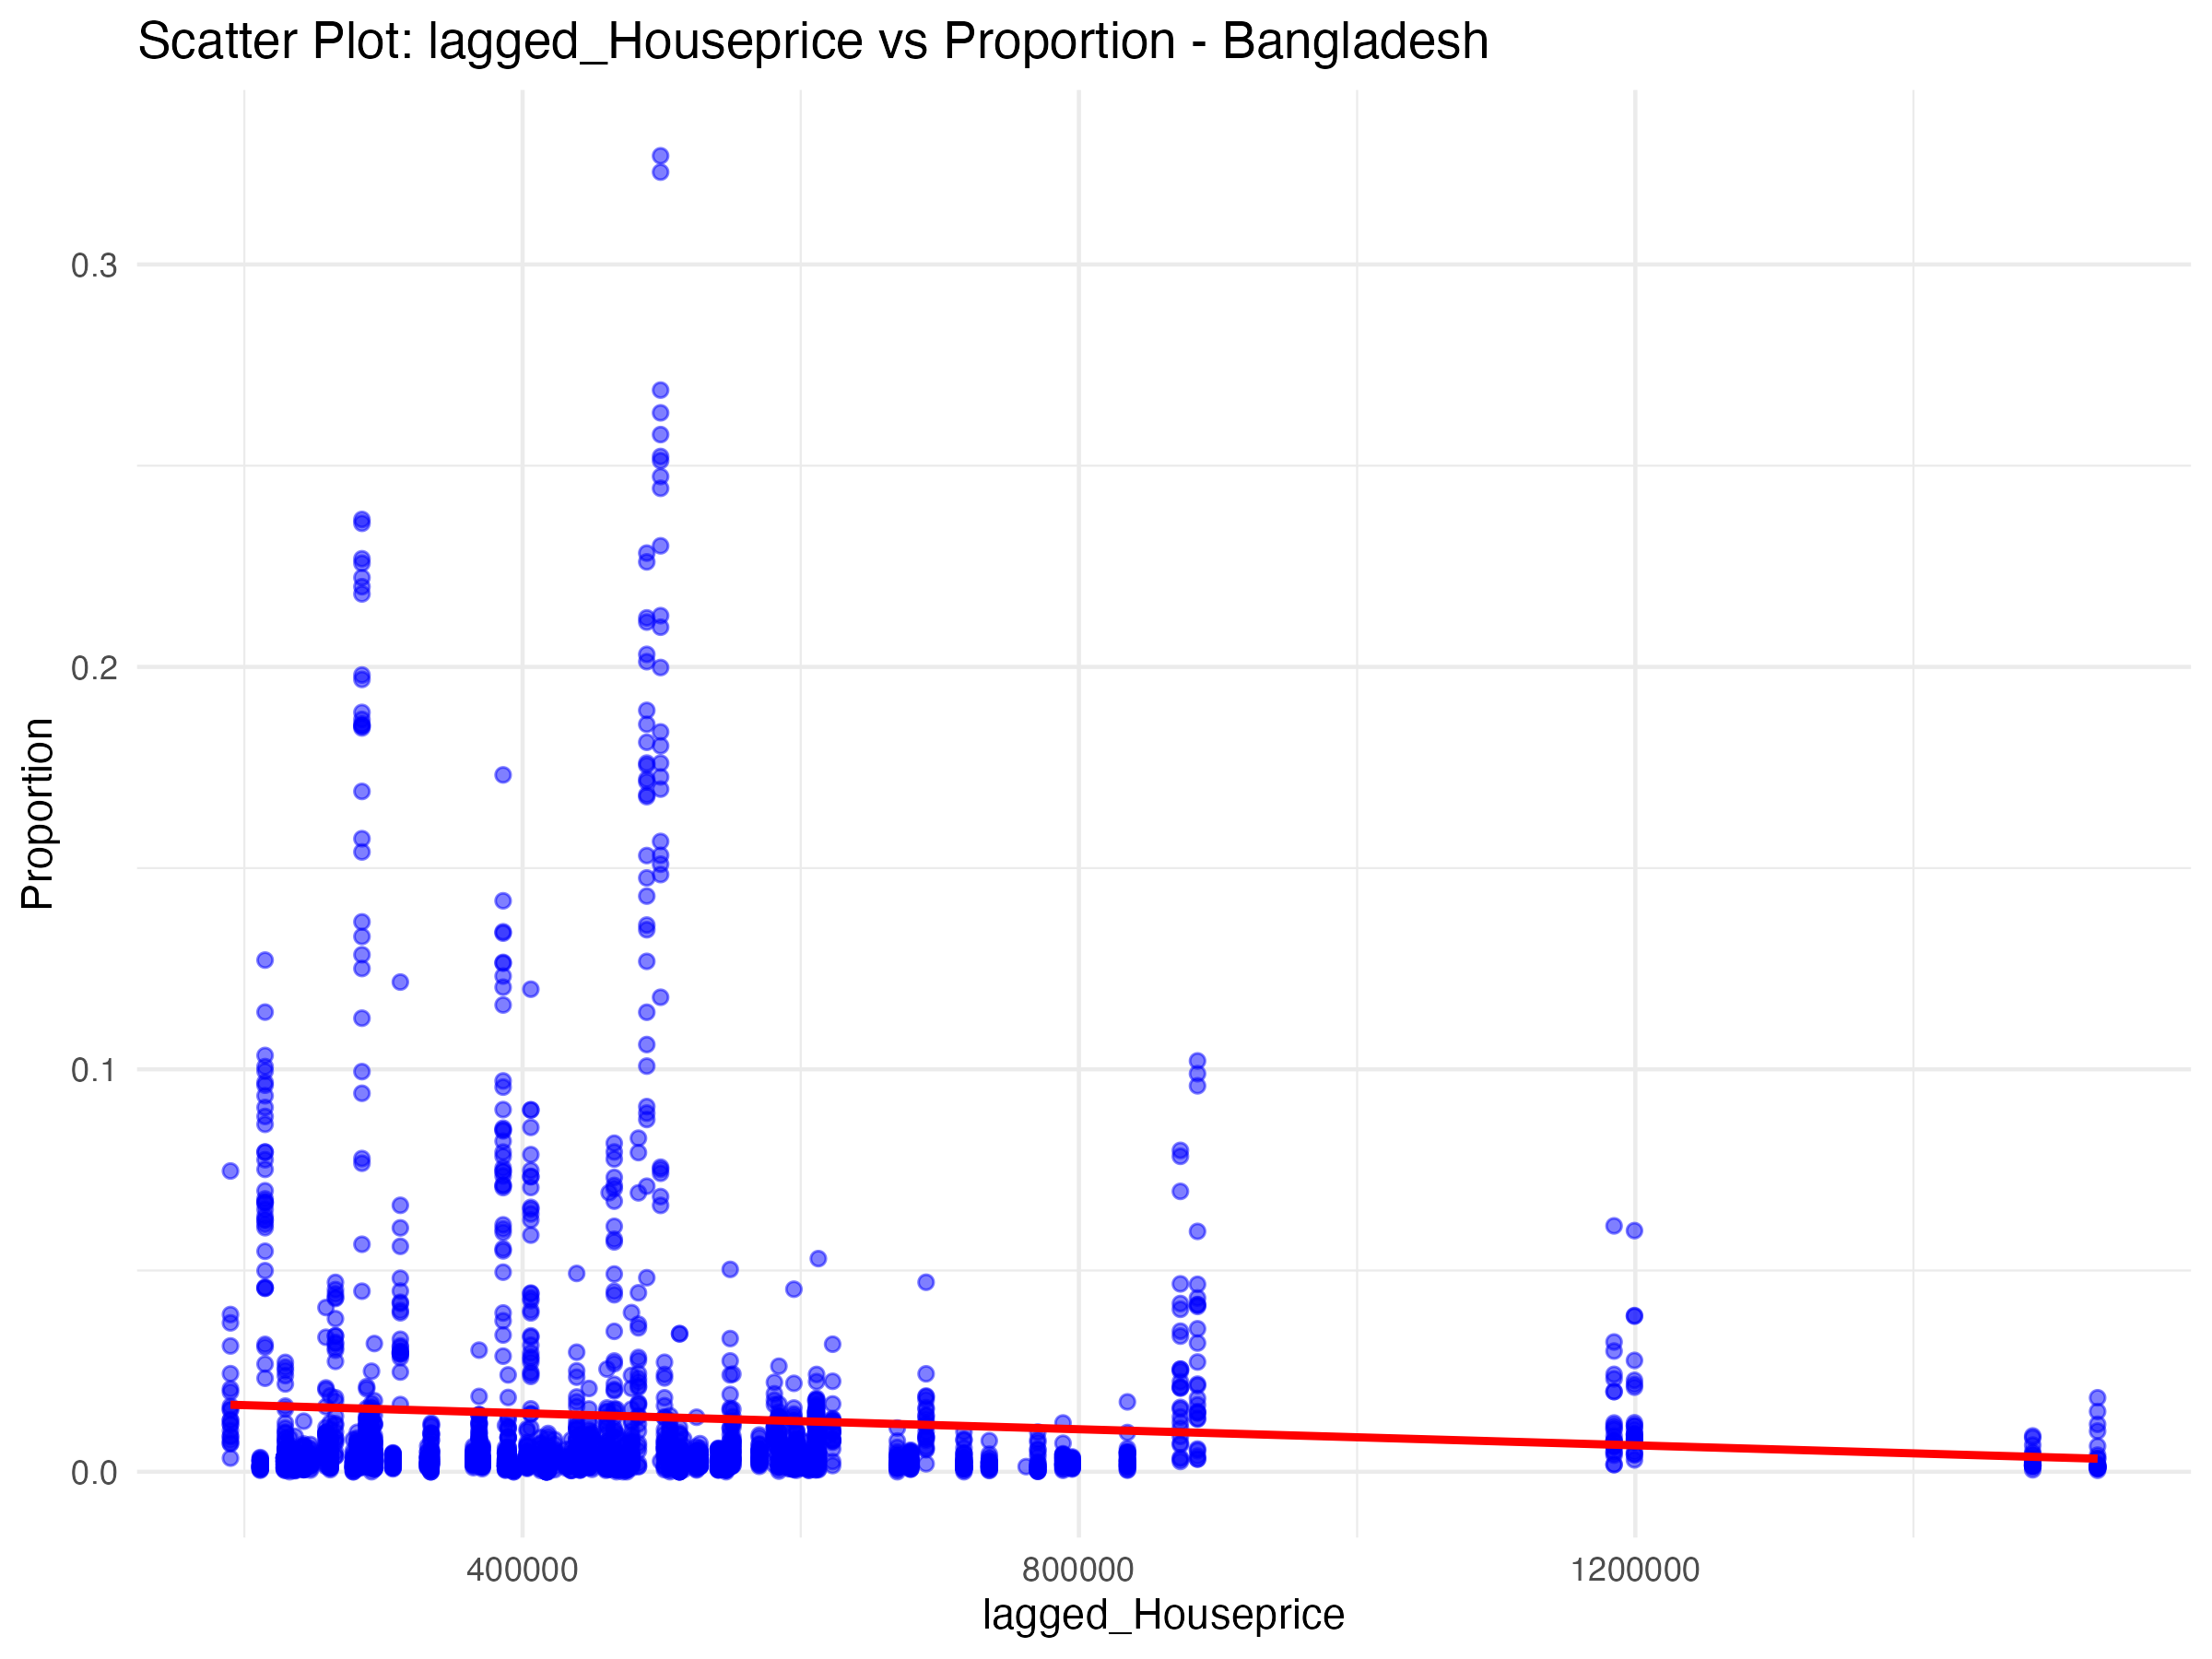 Scatter Plot: lagged_Houseprice vs Proportion - Bangladesh
Proportion
0.3
0.2
0.1
0.0
400000
800000
1200000
lagged_Houseprice